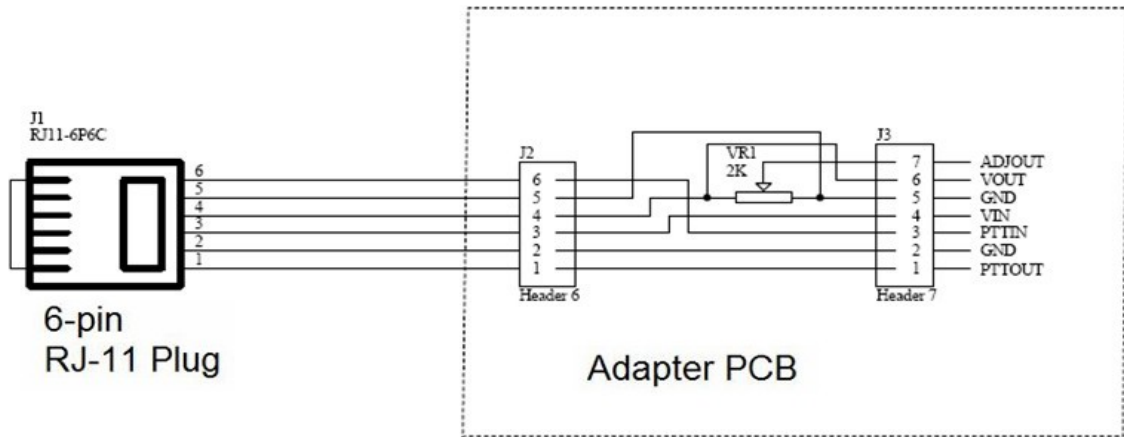 J1
RJ11-6P6C
6
5
4
3
2
1
6-pin
RJ-11 Plug
J2
6
5
4
3
2
1
Header 6
VR1
2K
J3
7 ADJOUT
6 VOUT
5 GND
4 VIN
3 PTTIN
2 GND
1 PTTOUT
Header 7
Adapter PCB